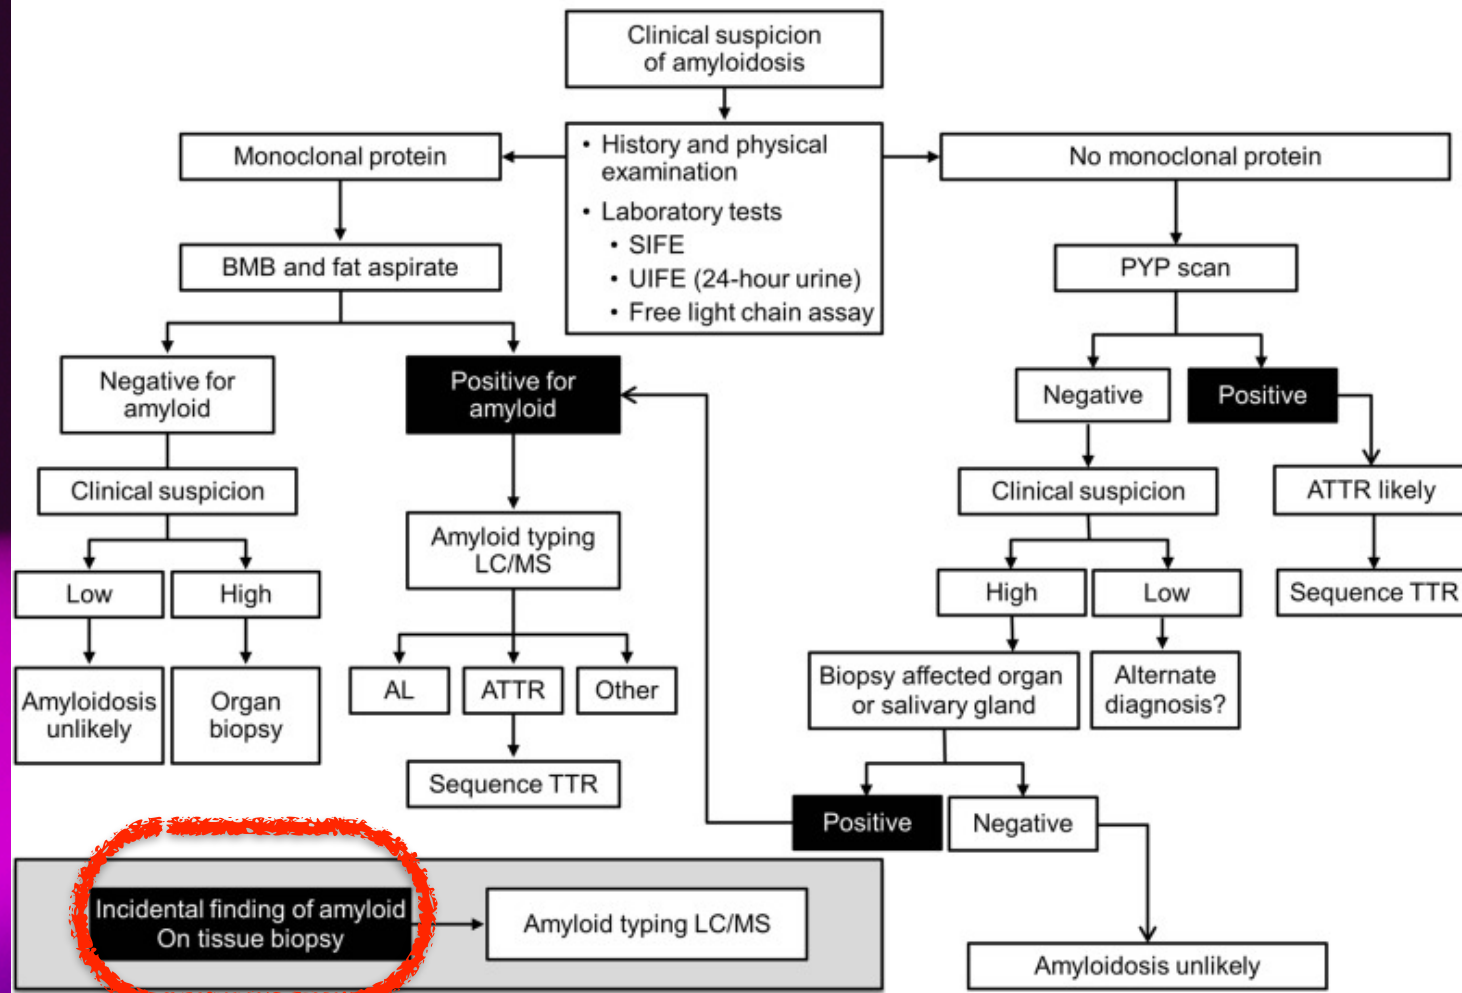 Clinical suspicion
of amyloidosis
Monoclonal protein
• History and physical
examination
• Laboratory tests
• SIFE
• UIFE (24-hour urine)
• Free light chain assay
No monoclonal protein
BMB and fat aspirate
PYP scan
Negative for
amyloid
Positive for
amyloid
Negative
Positive
Clinical suspicion
Amyloid typing
LC/MS
Clinical suspicion
ATTR likely
Low
High
High
Low
Sequence TTR
Amyloidosis
unlikely
Organ
biopsy
AL
ATTR
Other
Biopsy affected organ
or salivary gland
Alternate
diagnosis?
Sequence TTR
Positive
Negative
Incidental finding of amyloid
On tissue biopsy
Amyloid typing LC/MS
Amyloidosis unlikely